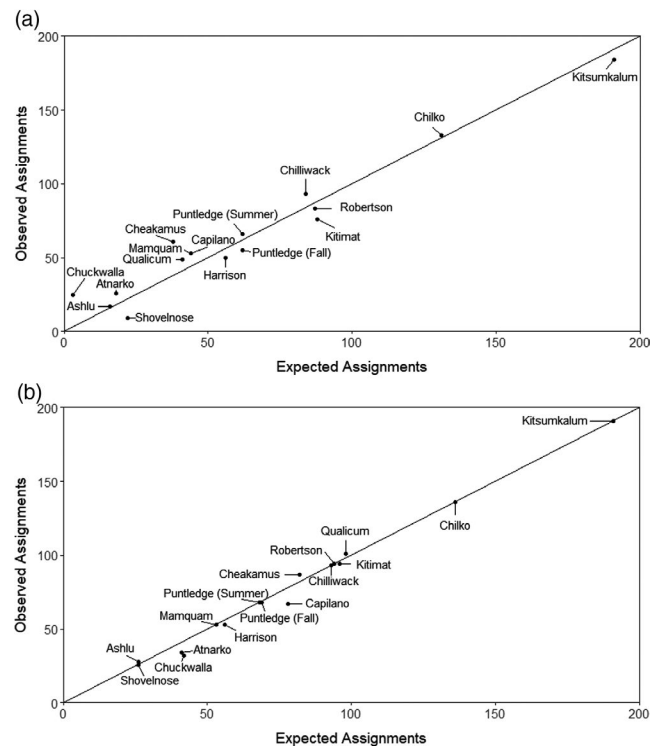 (a)
200
150
100
50
0
Observed Assignments
Kitsumkalum
Chilko
Chilliwack
Robertson
Kitimat
Puntledge (Summer)
Cheakamus
Mamquam
Capilano
Qualicum
Puntledge (Fall)
Harrison
Chuckwalla
Atnarko
Ashlu
Shovelnose
0 50 100 150 200
Expected Assignments
(b)
200
150
100
50
0
Observed Assignments
Kitsumkalum
Chilko
Qualicum
Robertson
Kitimat
Cheakamus
Chilliwack
Puntledge (Summer)
Capilano
Mamquam
Puntledge (Fall)
Harrison
Ashlu
Atnarko
Chuckwalla
Shovelnose
0 50 100 150 200
Expected Assignments